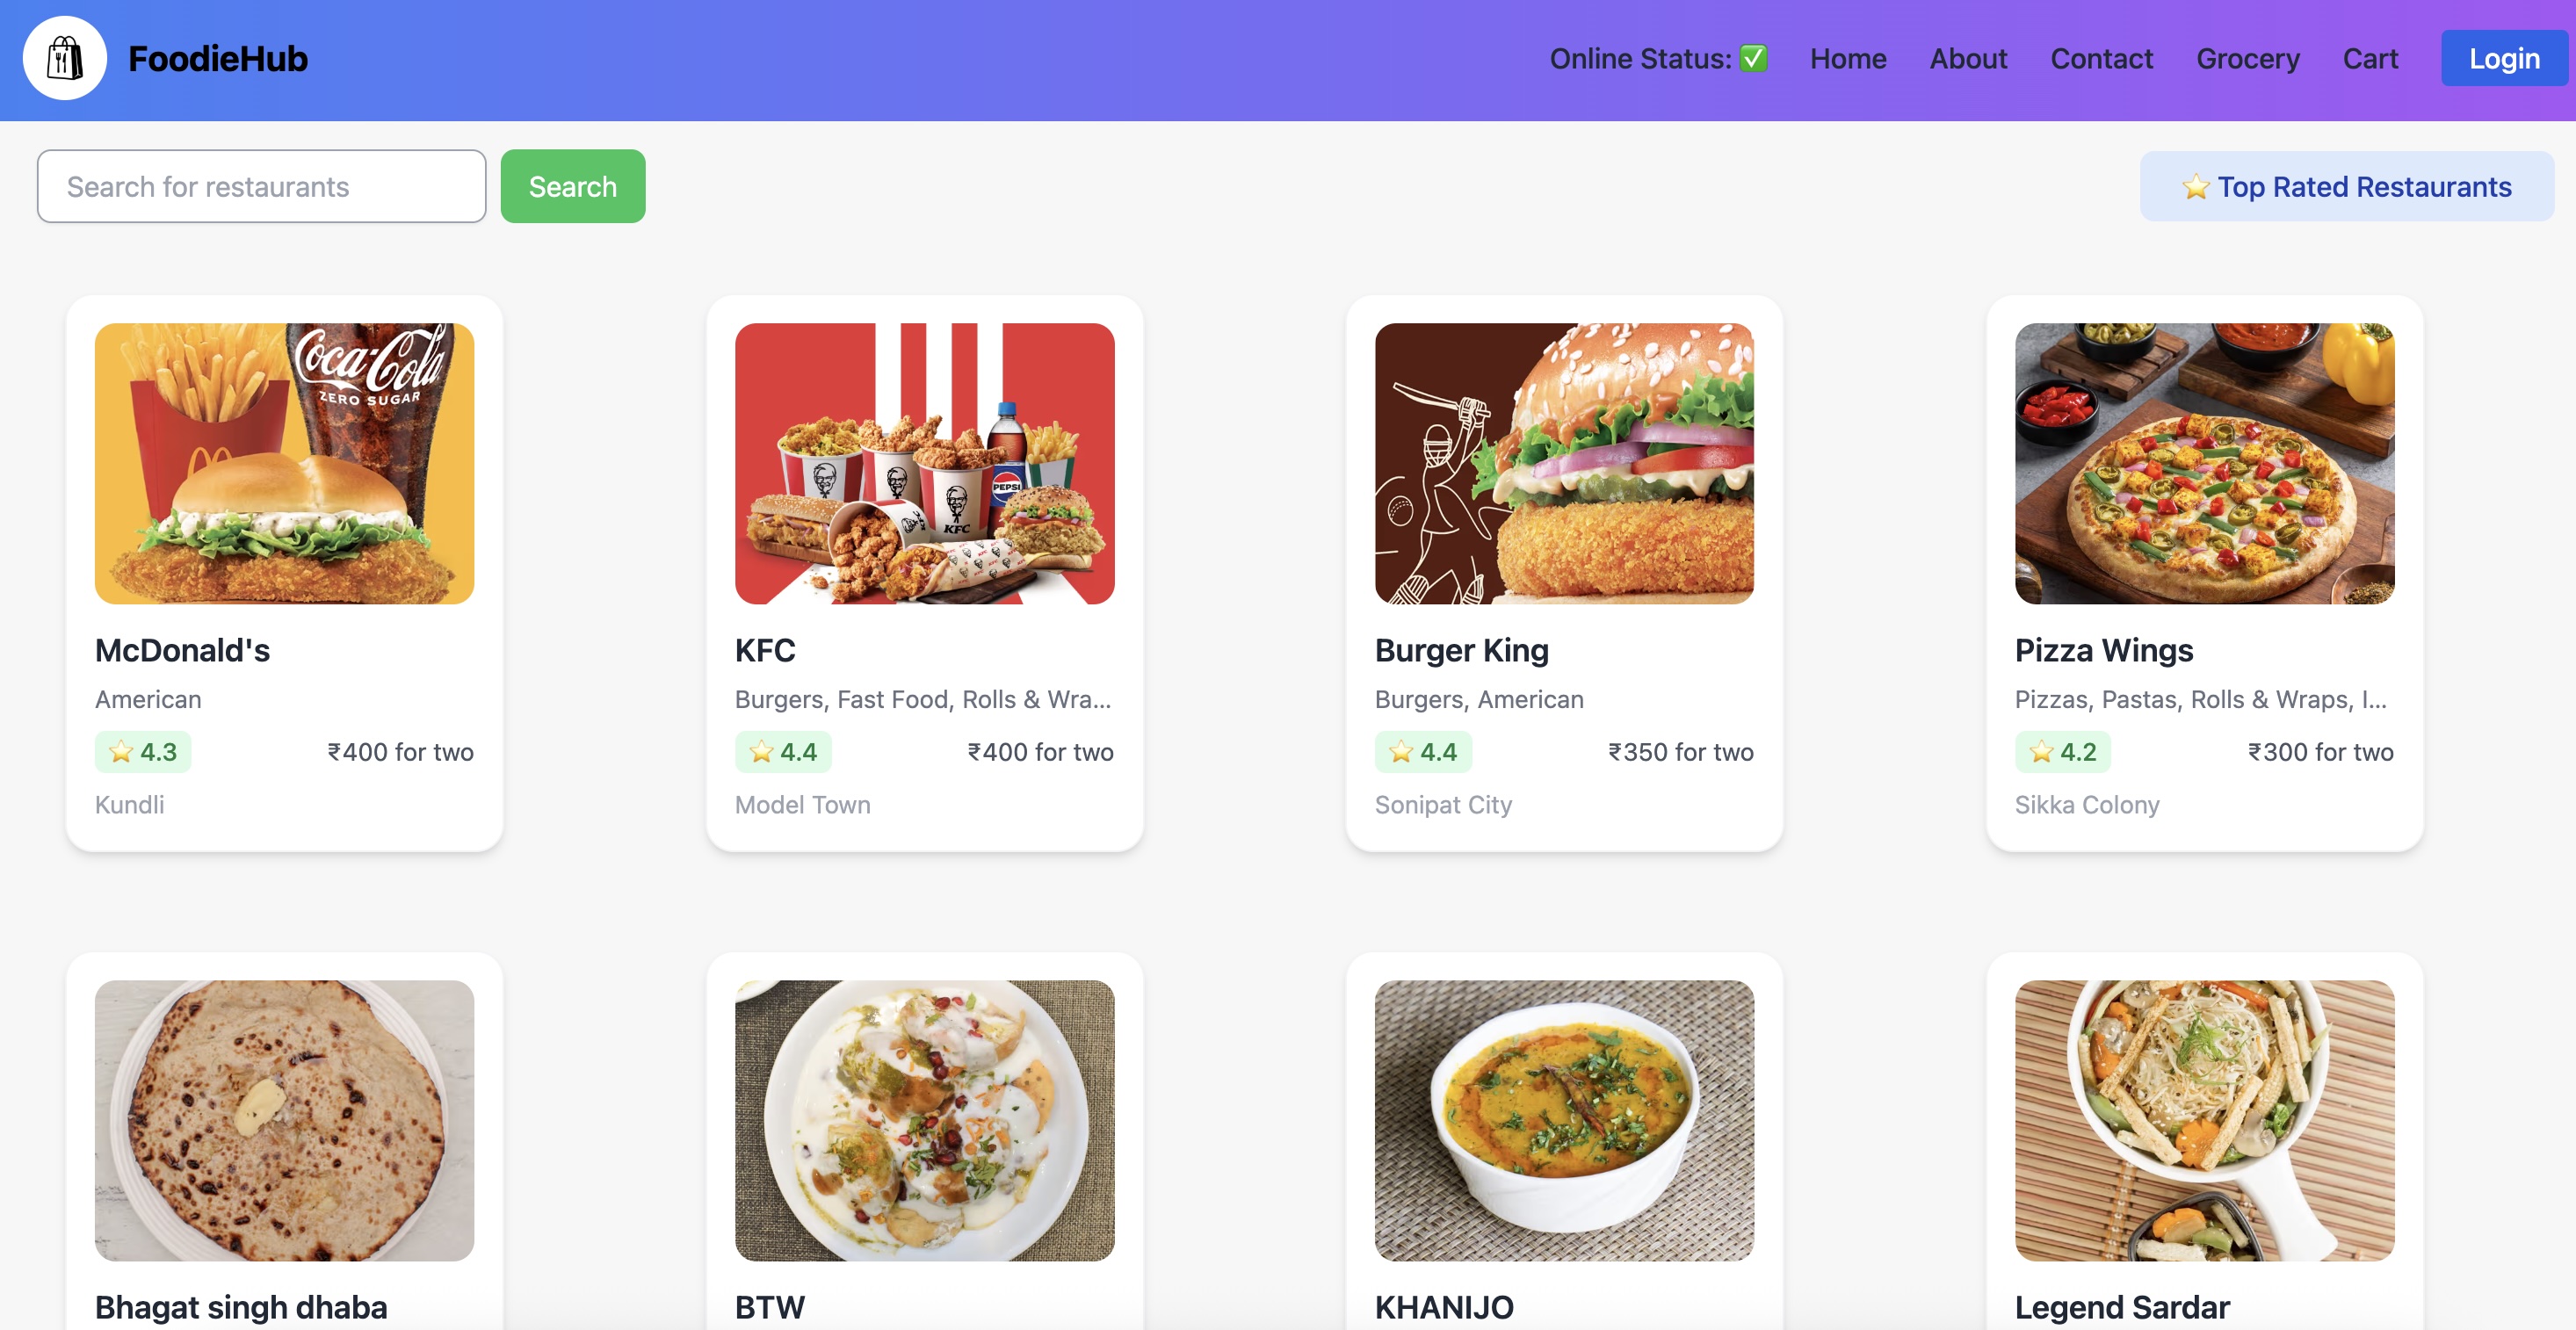 FoodieHub
Online Status: ✅ Home About Contact Grocery Cart Login
Search for restaurants Search ⭐ Top Rated Restaurants
Coca-Cola
ZERO SUGAR
PEPSI
KFC
McDonald's
American
⭐ 4.3 ₹400 for two
Kundli
KFC
Burgers, Fast Food, Rolls & Wra...
⭐ 4.4 ₹400 for two
Model Town
Burger King
Burgers, American
⭐ 4.4 ₹350 for two
Sonipat City
Pizza Wings
Pizzas, Pastas, Rolls & Wraps, I...
⭐ 4.2 ₹300 for two
Sikka Colony
Bhagat singh dhaba
BTW
KHANIJO
Legend Sardar